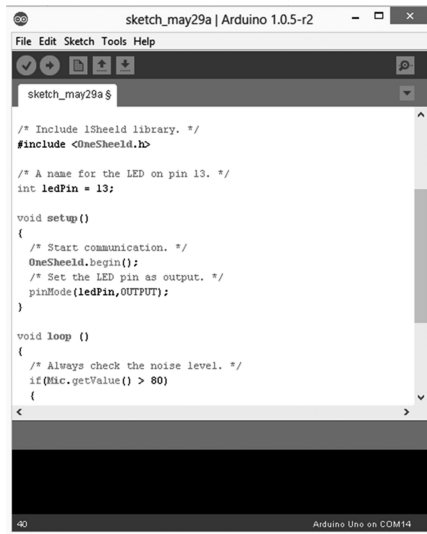 sketch_may29a | Arduino 1.0.5-r2
File Edit Sketch Tools Help
sketch_may29a §
/* Include 1Sheeld library. */
#include <OneSheeld.h>
/* A name for the LED on pin 13. */
int ledPin = 13;
void setup()
{
/* Start communication. */
OneSheeld.begin();
/* Set the LED pin as output. */
pinMode(ledPin,OUTPUT);
}
void loop ()
{
/* Always check the noise level. */
if(Mic.getValue() > 80)
{
40
Arduino Uno on COM14